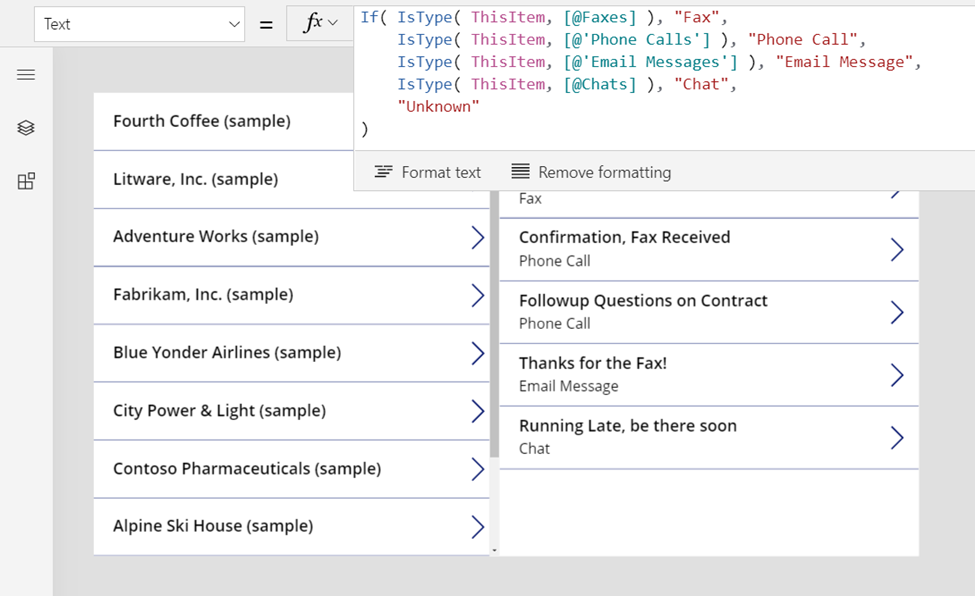 Text
=
fx
If( IsType( ThisItem, [@Faxes] ), "Fax",
IsType( ThisItem, [@'Phone Calls'] ), "Phone Call",
IsType( ThisItem, [@'Email Messages'] ), "Email Message",
IsType( ThisItem, [@Chats] ), "Chat",
"Unknown"
)
Format text
Remove formatting
Fourth Coffee (sample)
Litware, Inc. (sample)
Adventure Works (sample)
Fabrikam, Inc. (sample)
Blue Yonder Airlines (sample)
City Power & Light (sample)
Contoso Pharmaceuticals (sample)
Alpine Ski House (sample)
Fax
Confirmation, Fax Received
Phone Call
Followup Questions on Contract
Phone Call
Thanks for the Fax!
Email Message
Running Late, be there soon
Chat